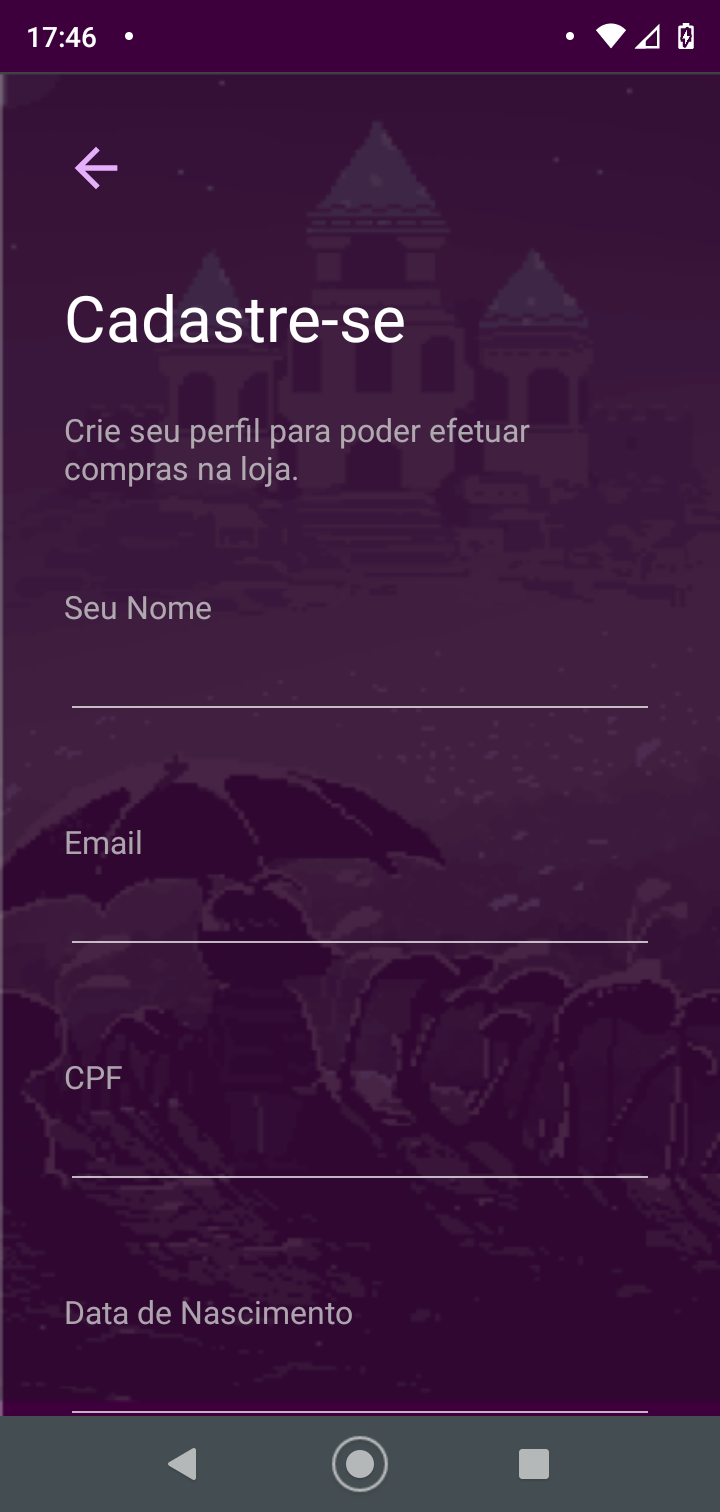 17:46
Cadastre-se
Crie seu perfil para poder efetuar
compras na loja.
Seu Nome
Email
CPF
Data de Nascimento